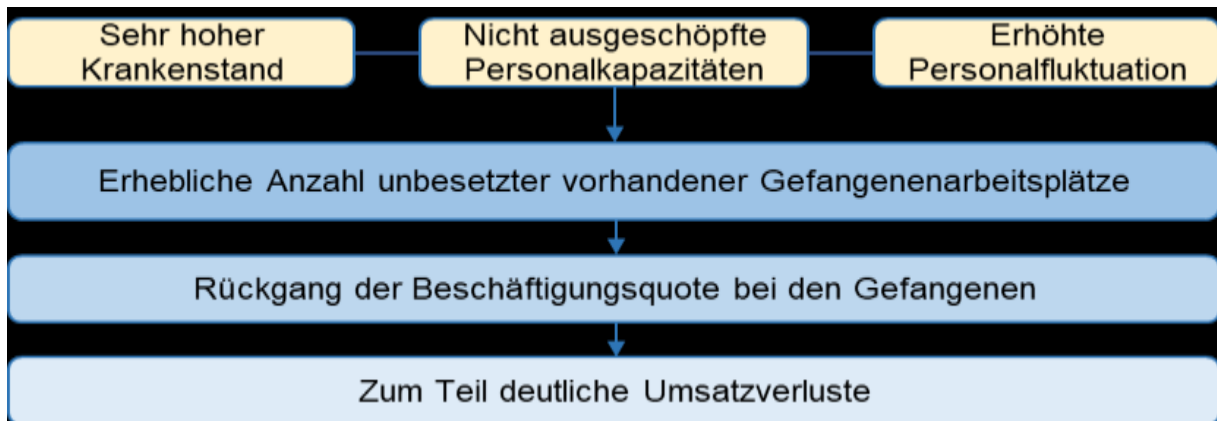 Sehr hoher
Krankenstand
Nicht ausgeschöpfte
Personalkapazitäten
Erhöhte
Personalfluktuation
Erhebliche Anzahl unbesetzter vorhandener Gefangenenarbeitsplätze
Rückgang der Beschäftigungsquote bei den Gefangenen
Zum Teil deutliche Umsatzverluste